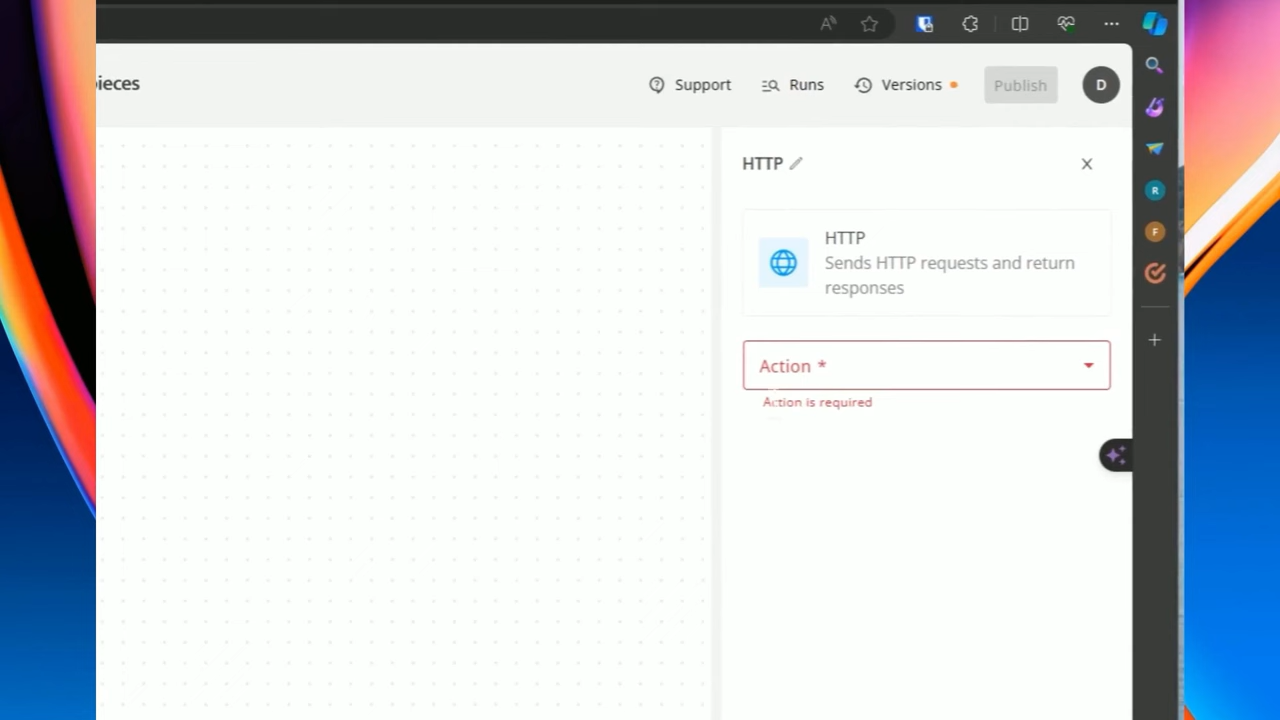 pieces
Support
Runs
Versions
Publish
D
HTTP
HTTP
Sends HTTP requests and return
responses
Action *
Action is required
R
F